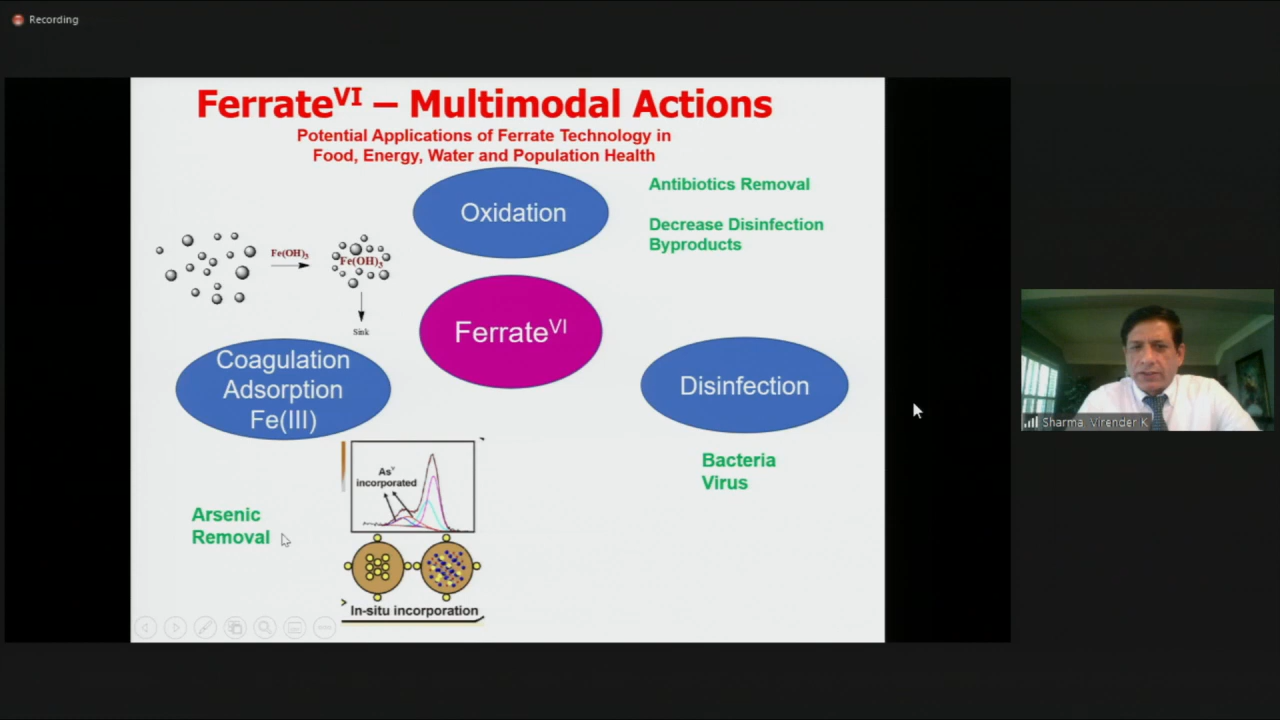 Recording
Ferrate^VI – Multimodal Actions
Potential Applications of Ferrate Technology in
Food, Energy, Water and Population Health
Oxidation
Antibiotics Removal
Decrease Disinfection
Byproducts
Fe(OH)₃
Fe(OH)₃
Sink
Ferrate^VI
Coagulation
Adsorption
Fe(III)
Disinfection
Bacteria
Virus
As^V
incorporated
Arsenic
Removal
In-situ incorporation
Sharma Virender K